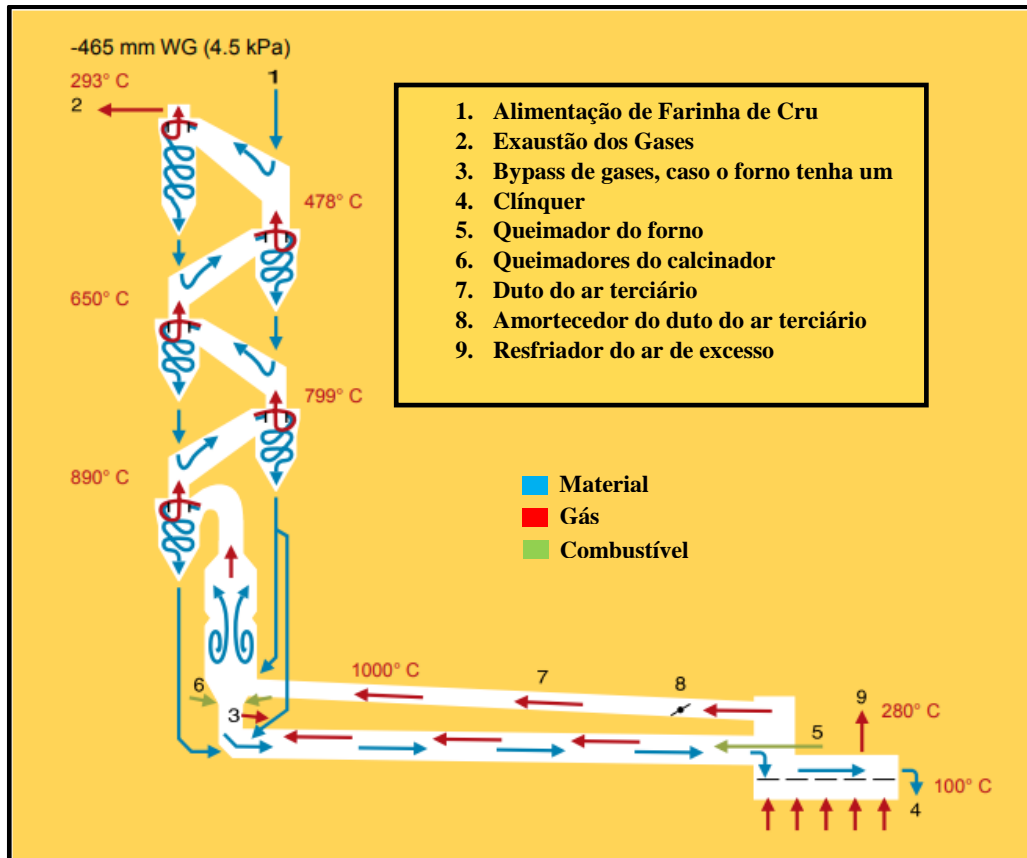 -465 mm WG (4.5 kPa)
293° C
2
1
1. Alimentação de Farinha de Cru
2. Exaustão dos Gases
3. Bypass de gases, caso o forno tenha um
4. Clínquer
5. Queimador do forno
6. Queimadores do calcinador
7. Duto do ar terciário
8. Amortecedor do duto do ar terciário
9. Resfriador do ar de excesso
478° C
650° C
799° C
890° C
Material
Gás
Combustível
1000° C
7
8
9
6
3
5
280° C
100° C
4